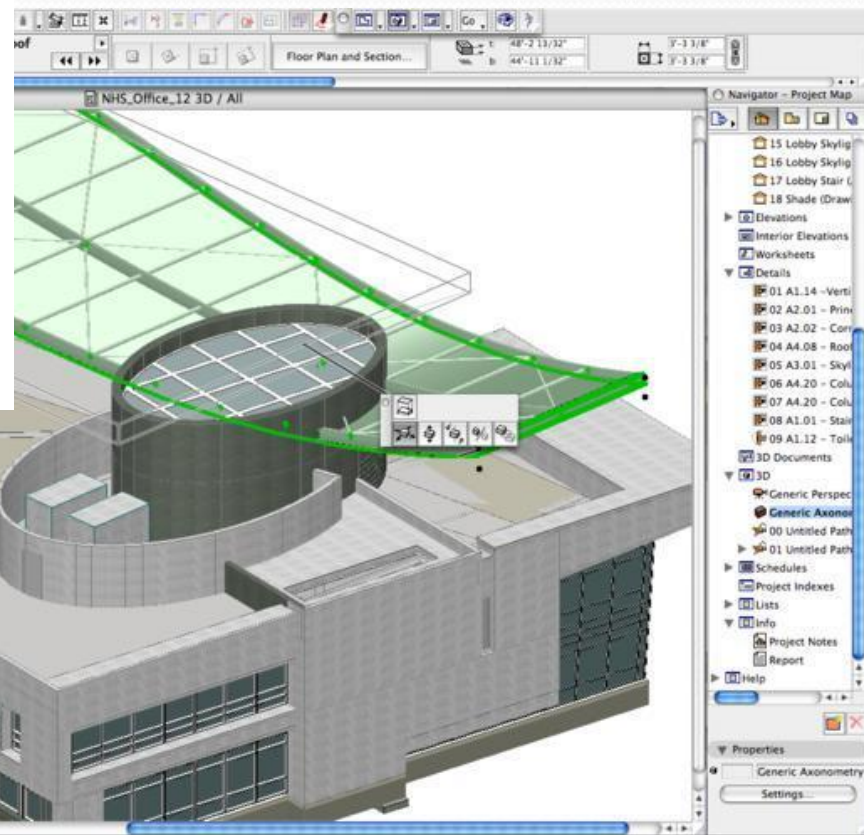 Go
oof
Floor Plan and Section...
t: 48'-2 13/32"
b: 44'-11 1/32"
3'-3 3/8"
3'-3 3/8"
NHS_Office_12 3D / All
Navigator - Project Map
15 Lobby Skylig
16 Lobby Skylig
17 Lobby Stair (
18 Shade (Draw
Elevations
Interior Elevations
Worksheets
Details
01 A1.14 -Verti
02 A2.01 - Prin
03 A2.02 - Corr
04 A4.08 - Roof
05 A3.01 - Skyl
06 A4.20 - Colu
07 A4.20 - Colu
08 A1.01 - Stair
09 A1.12 - Toile
3D Documents
3D
Generic Perspec
Generic Axonor
00 Untitled Path
01 Untitled Path
Schedules
Project Indexes
Lists
Info
Project Notes
Report
Help
Properties
Generic Axonometry
Settings...